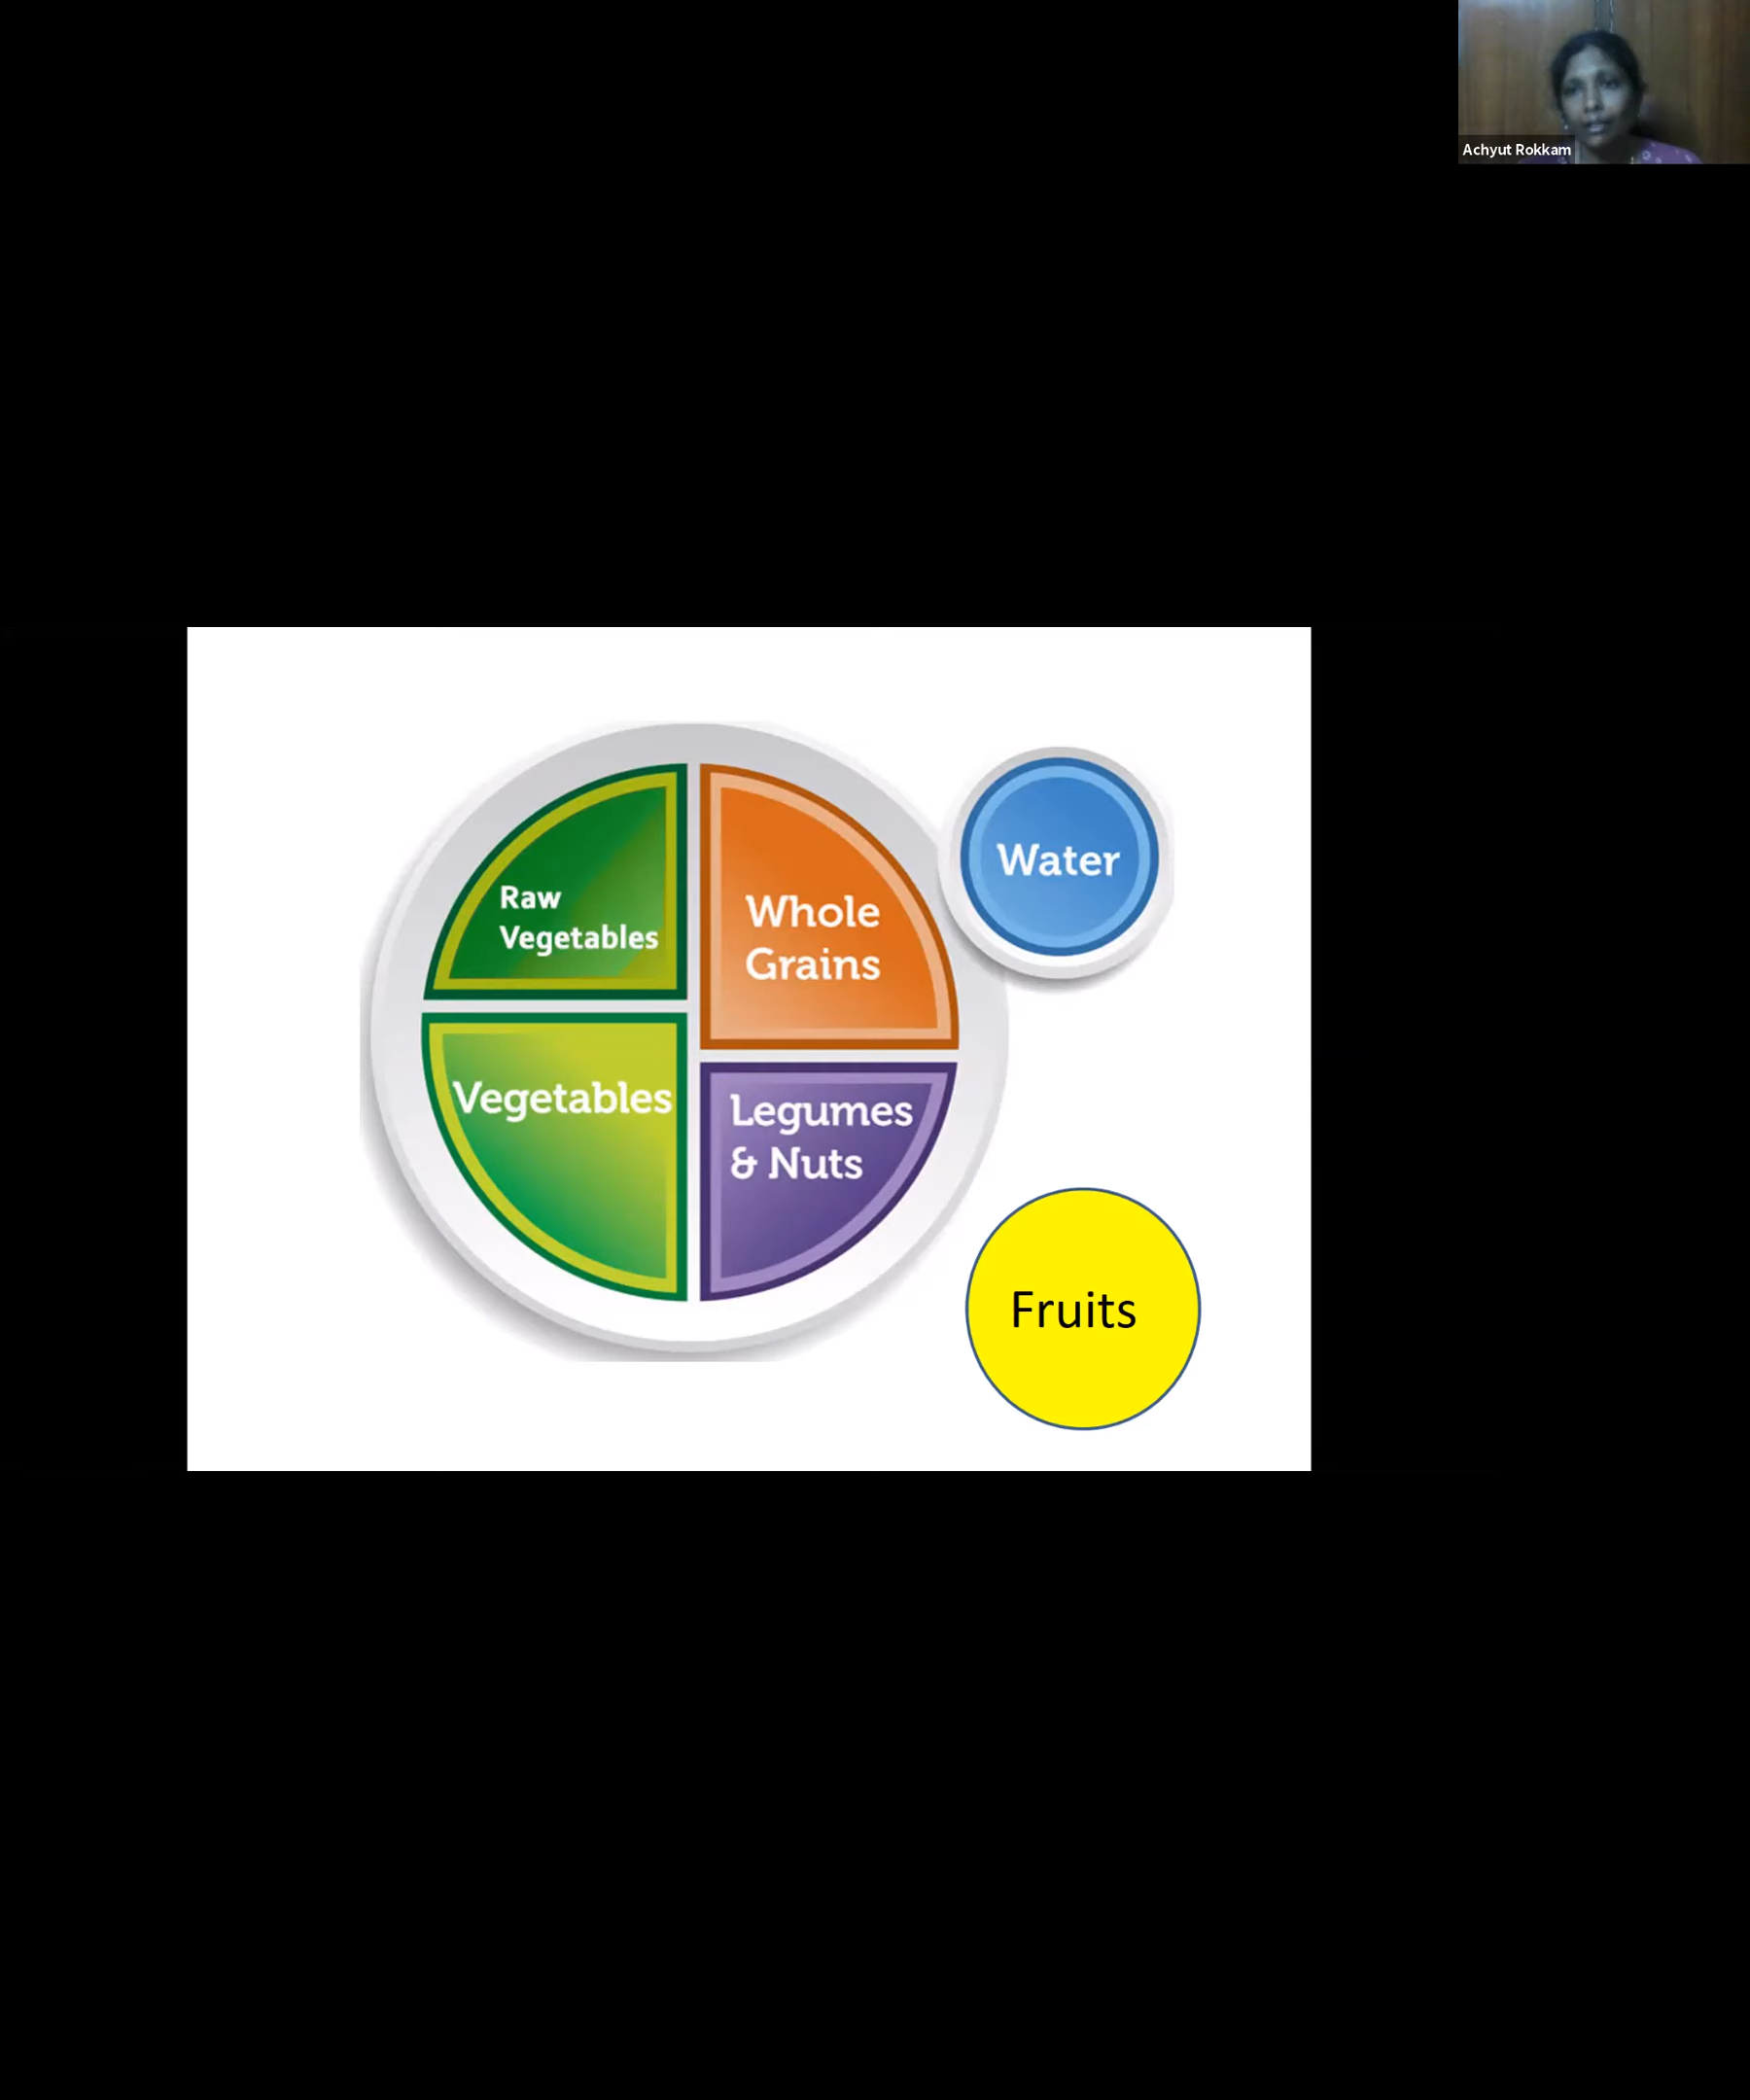 Achyut Rokkam
Raw
Vegetables
Whole
Grains
Water
Vegetables
Legumes
& Nuts
Fruits